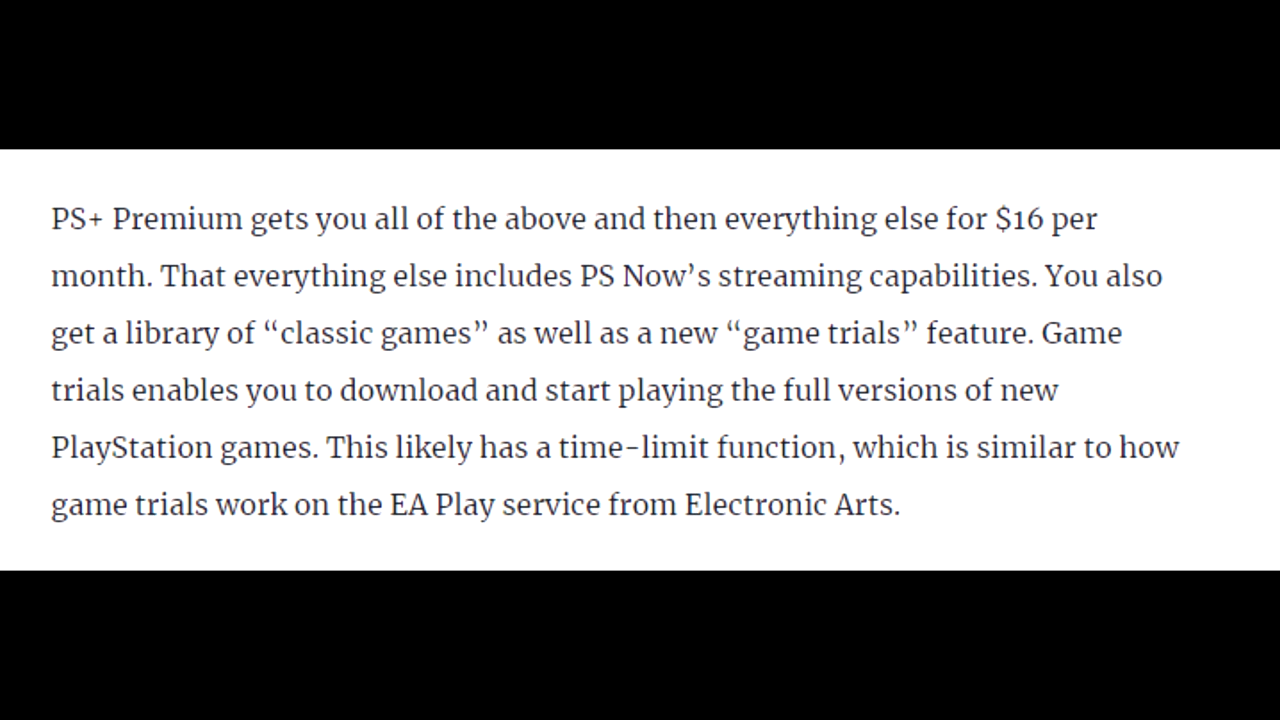 PS+ Premium gets you all of the above and then everything else for $16 per
month. That everything else includes PS Now’s streaming capabilities. You also
get a library of “classic games” as well as a new “game trials” feature. Game
trials enables you to download and start playing the full versions of new
PlayStation games. This likely has a time-limit function, which is similar to how
game trials work on the EA Play service from Electronic Arts.